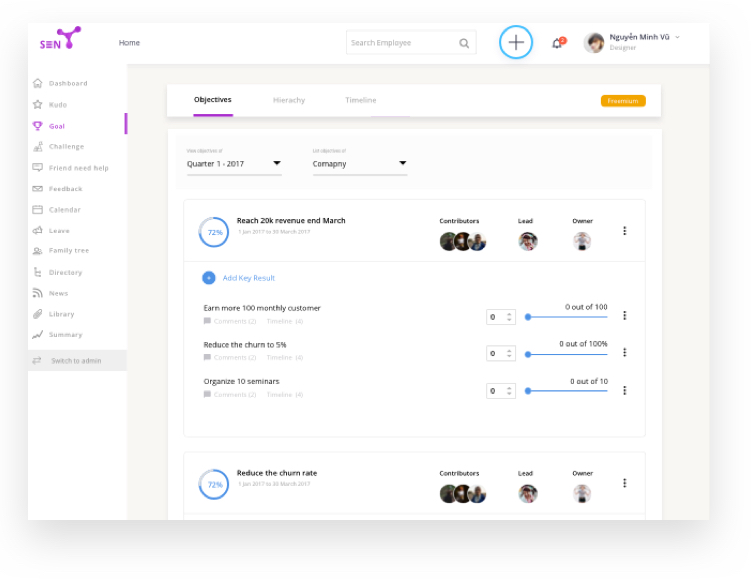 SEN
Home
Search Employee
2
Nguyễn Minh Vũ
Designer
Dashboard
Kudo
Goal
Challenge
Friend need help
Feedback
Calendar
Leave
Family tree
Directory
News
Library
Summary
Switch to admin
Objectives Hierachy Timeline
Freemium
View objectives of List objectives of
Quarter 1 - 2017 Comapny
72%
Reach 20k revenue end March
1 Jan 2017 to 30 March 2017
Contributors Lead Owner
Add Key Result
Earn more 100 monthly customer
Comments (2) Timeline (4)
0 0 out of 100
Reduce the churn to 5%
Comments (2) Timeline (4)
0 0 out of 100%
Organize 10 seminars
Comments (2) Timeline (4)
0 0 out of 10
72%
Reduce the churn rate
1 Jan 2017 to 30 March 2017
Contributors Lead Owner